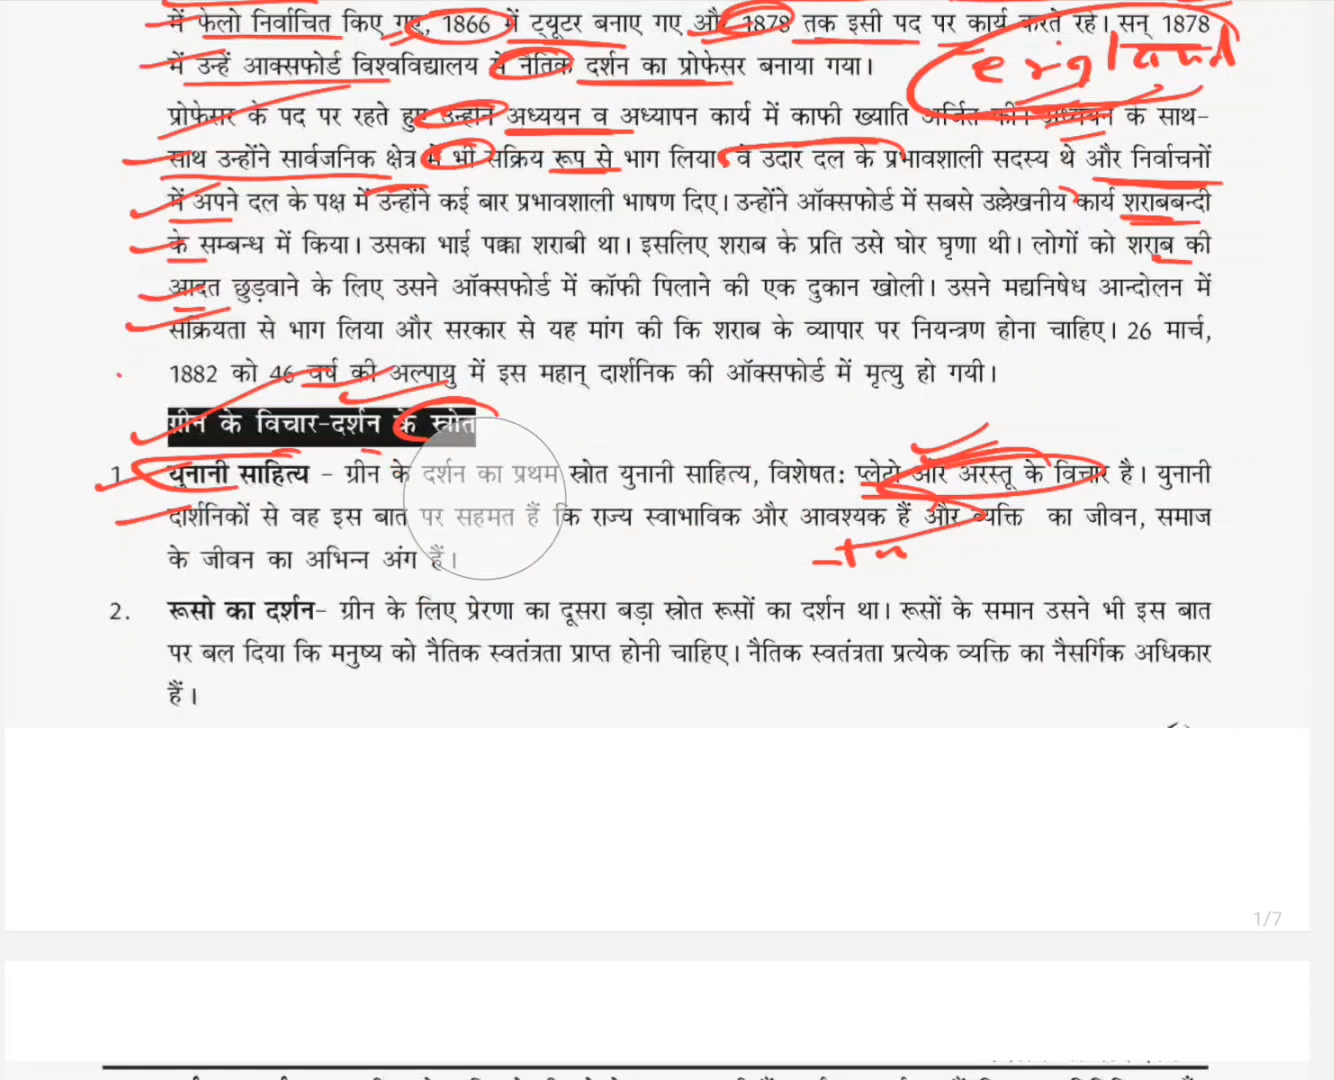 में फेलो निर्वाचित किए गए, 1866 में ट्यूटर बनाए गए और 1878 तक इसी पद पर कार्य करते रहे। सन् 1878
में उन्हें आक्सफोर्ड विश्वविद्यालय में नैतिक दर्शन का प्रोफेसर बनाया गया।
england
प्रोफेसर के पद पर रहते हुए उन्होंने अध्ययन व अध्यापन कार्य में काफी ख्याति अर्जित की। अध्ययन के साथ-
साथ उन्होंने सार्वजनिक क्षेत्र में भी सक्रिय रूप से भाग लिया। वे उदार दल के प्रभावशाली सदस्य थे और निर्वाचनों
में अपने दल के पक्ष में उन्होंने कई बार प्रभावशाली भाषण दिए। उन्होंने ऑक्सफोर्ड में सबसे उल्लेखनीय कार्य शराबबन्दी
के सम्बन्ध में किया। उसका भाई पक्का शराबी था। इसलिए शराब के प्रति उसे घोर घृणा थी। लोगों को शराब की
आदत छुड़वाने के लिए उसने ऑक्सफोर्ड में कॉफी पिलाने की एक दुकान खोली। उसने मद्यनिषेध आन्दोलन में
सक्रियता से भाग लिया और सरकार से यह मांग की कि शराब के व्यापार पर नियन्त्रण होना चाहिए। 26 मार्च,
1882 को 46 वर्ष की अल्पायु में इस महान् दार्शनिक की ऑक्सफोर्ड में मृत्यु हो गयी।
ग्रीन के विचार-दर्शन के स्रोत
1. युनानी साहित्य - ग्रीन के दर्शन का प्रथम स्रोत युनानी साहित्य, विशेषत: प्लेटो और अरस्तू के विचार है। युनानी
दार्शनिकों से वह इस बात पर सहमत हैं कि राज्य स्वाभाविक और आवश्यक हैं और व्यक्ति का जीवन, समाज
के जीवन का अभिन्न अंग हैं।
2. रूसो का दर्शन- ग्रीन के लिए प्रेरणा का दूसरा बड़ा स्रोत रूसों का दर्शन था। रूसों के समान उसने भी इस बात
पर बल दिया कि मनुष्य को नैतिक स्वतंत्रता प्राप्त होनी चाहिए। नैतिक स्वतंत्रता प्रत्येक व्यक्ति का नैसर्गिक अधिकार
हैं।
1/7